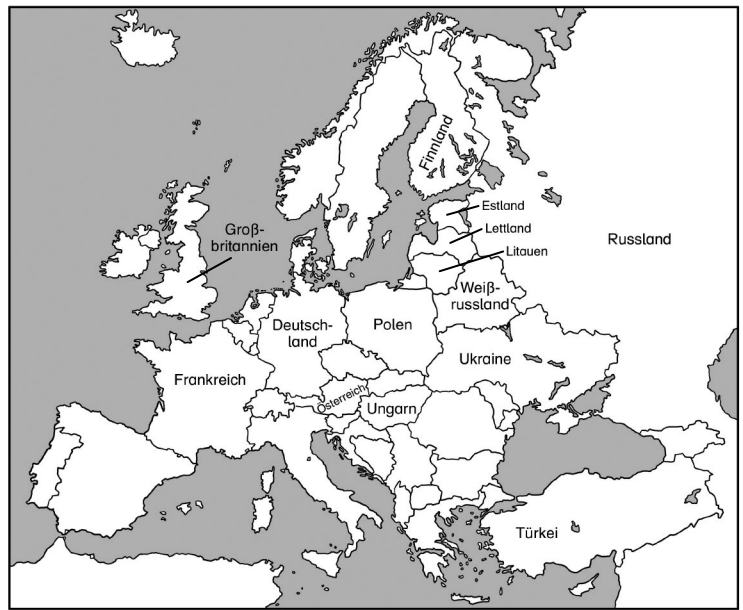 Finnland
Estland
Lettland
Litauen
Russland
Groß-
britannien
Weiß-
russland
Deutsch-
land
Polen
Ukraine
Frankreich
Österreich
Ungarn
Türkei